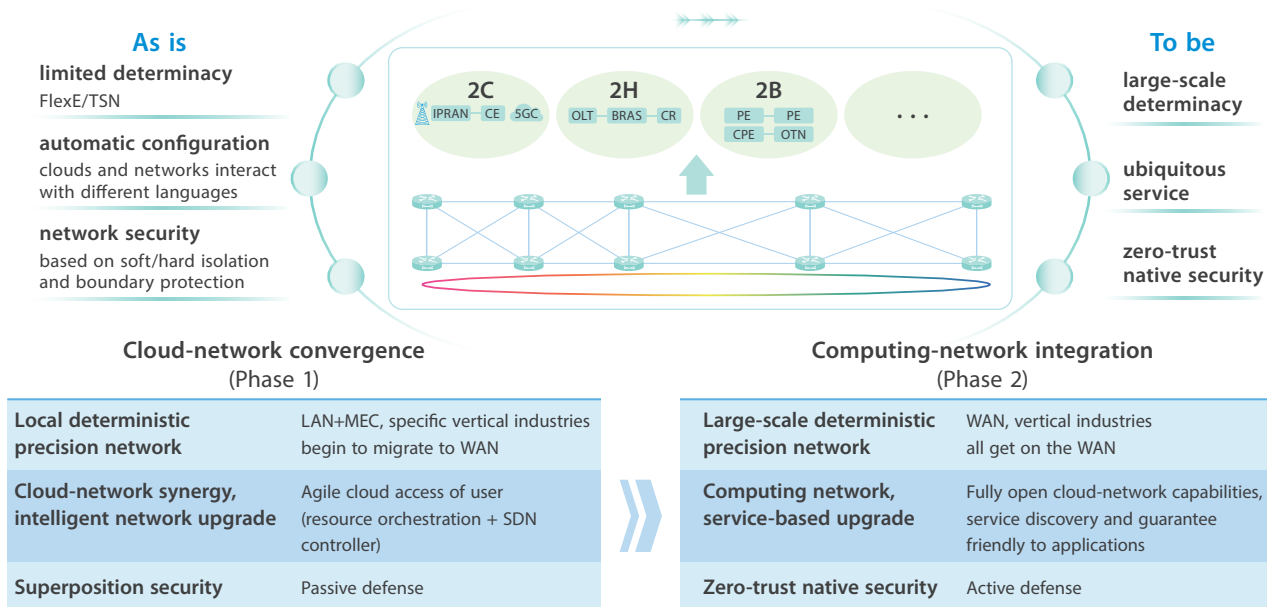 As is
limited determinacy
FlexE/TSN
automatic configuration
clouds and networks interact
with different languages
network security
based on soft/hard isolation
and boundary protection
2C
IPRAN CE 5GC
2H
OLT BRAS CR
2B
PE PE
CPE OTN
...
To be
large-scale
determinacy
ubiquitous
service
zero-trust
native security
Cloud-network convergence
(Phase 1)
Local deterministic
precision network
LAN+MEC, specific vertical industries
begin to migrate to WAN
Cloud-network synergy,
intelligent network upgrade
Agile cloud access of user
(resource orchestration + SDN
controller)
Superposition security
Passive defense
Computing-network integration
(Phase 2)
Large-scale deterministic
precision network
WAN, vertical industries
all get on the WAN
Computing network,
service-based upgrade
Fully open cloud-network capabilities,
service discovery and guarantee
friendly to applications
Zero-trust native security
Active defense